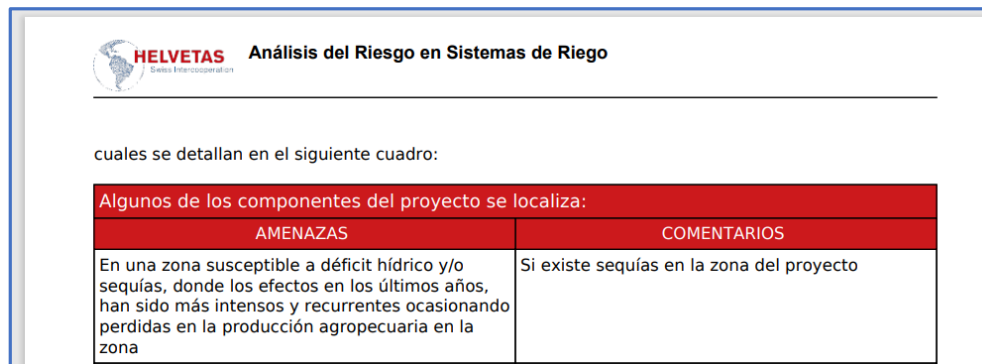 HELVETAS
Swiss Intercooperation
Análisis del Riesgo en Sistemas de Riego
cuales se detallan en el siguiente cuadro:
Algunos de los componentes del proyecto se localiza:
AMENAZAS
COMENTARIOS
En una zona susceptible a déficit hídrico y/o
sequías, donde los efectos en los últimos años,
han sido más intensos y recurrentes ocasionando
perdidas en la producción agropecuaria en la
zona
Si existe sequías en la zona del proyecto